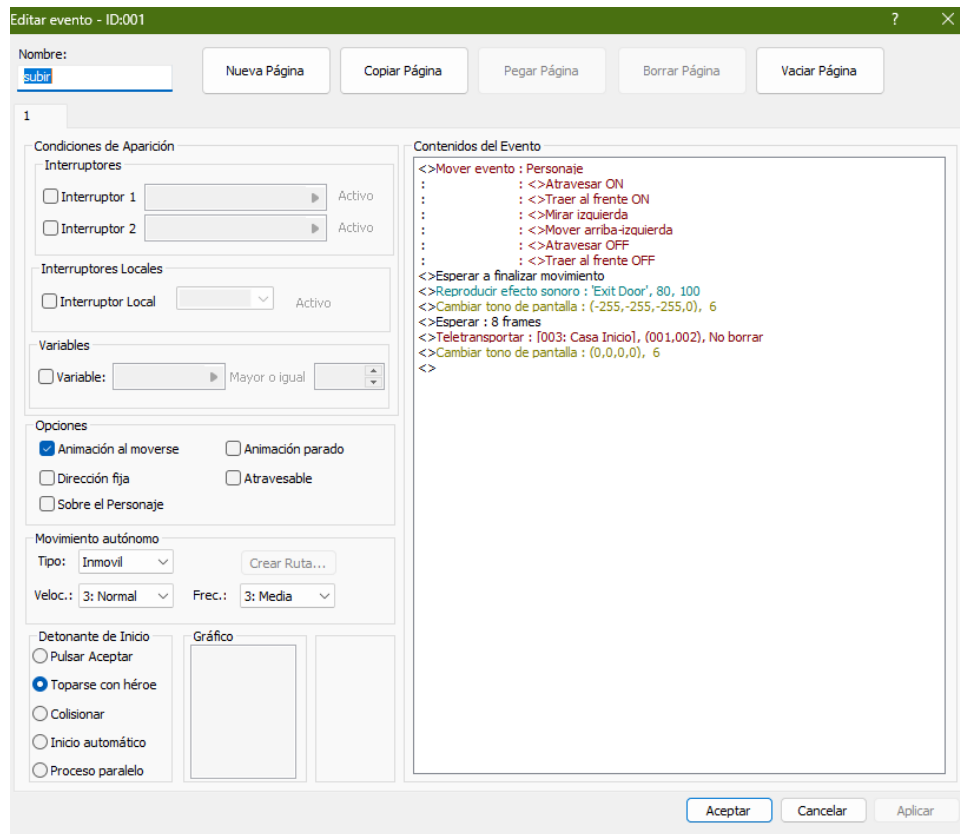 Editar evento - ID:001
?
Nombre:
subir
Nueva Página
Copiar Página
Pegar Página
Borrar Página
Vaciar Página
1
Condiciones de Aparición
Interruptores
Interruptor 1
Activo
Interruptor 2
Activo
Interruptores Locales
Interruptor Local
Activo
Variables
Variable:
Mayor o igual
Opciones
Animación al moverse
Animación parado
Dirección fija
Atravesable
Sobre el Personaje
Movimiento autónomo
Tipo:
Inmovil
Crear Ruta...
Veloc.:
3: Normal
Frec.:
3: Media
Detonante de Inicio
Pulsar Aceptar
Toparse con héroe
Colisionar
Inicio automático
Proceso paralelo
Gráfico
Contenidos del Evento
<>Mover evento : Personaje
: : <>Atravesar ON
: : <>Traer al frente ON
: : <>Mirar izquierda
: : <>Mover arriba-izquierda
: : <>Atravesar OFF
: : <>Traer al frente OFF
<>Esperar a finalizar movimiento
<>Reproducir efecto sonoro : 'Exit Door', 80, 100
<>Cambiar tono de pantalla : (-255,-255,-255,0), 6
<>Esperar : 8 frames
<>Teletransportar : [003: Casa Inicio], (001,002), No borrar
<>Cambiar tono de pantalla : (0,0,0,0), 6
<>
Aceptar
Cancelar
Aplicar